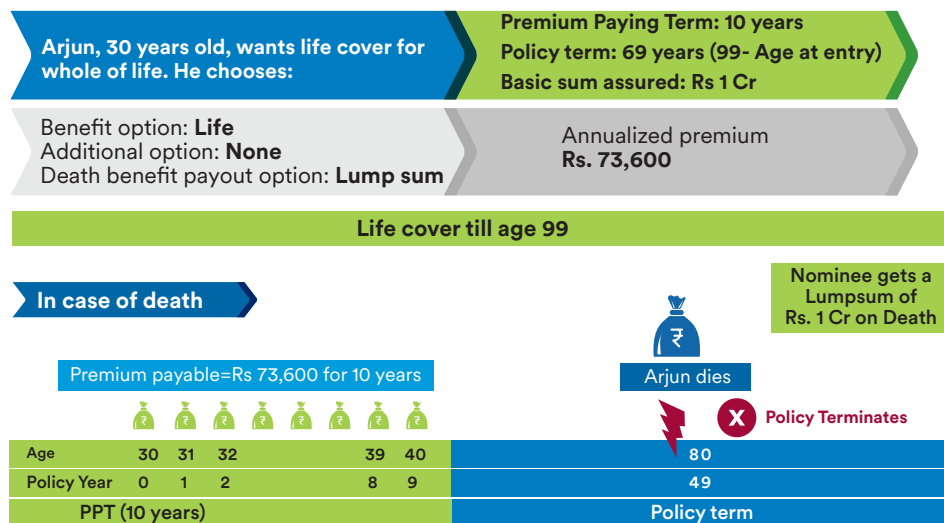 Arjun, 30 years old, wants life cover for
whole of life. He chooses:
Premium Paying Term: 10 years
Policy term: 69 years (99- Age at entry)
Basic sum assured: Rs 1 Cr
Benefit option: Life
Additional option: None
Death benefit payout option: Lump sum
Annualized premium
Rs. 73,600
Life cover till age 99
In case of death
Nominee gets a
Lumpsum of
Rs. 1 Cr on Death
₹
Premium payable=Rs 73,600 for 10 years
Arjun dies
₹ ₹ ₹ ₹ ₹ ₹ ₹ ₹
X Policy Terminates
Age 30 31 32 39 40 80
Policy Year 0 1 2 8 9 49
PPT (10 years) Policy term